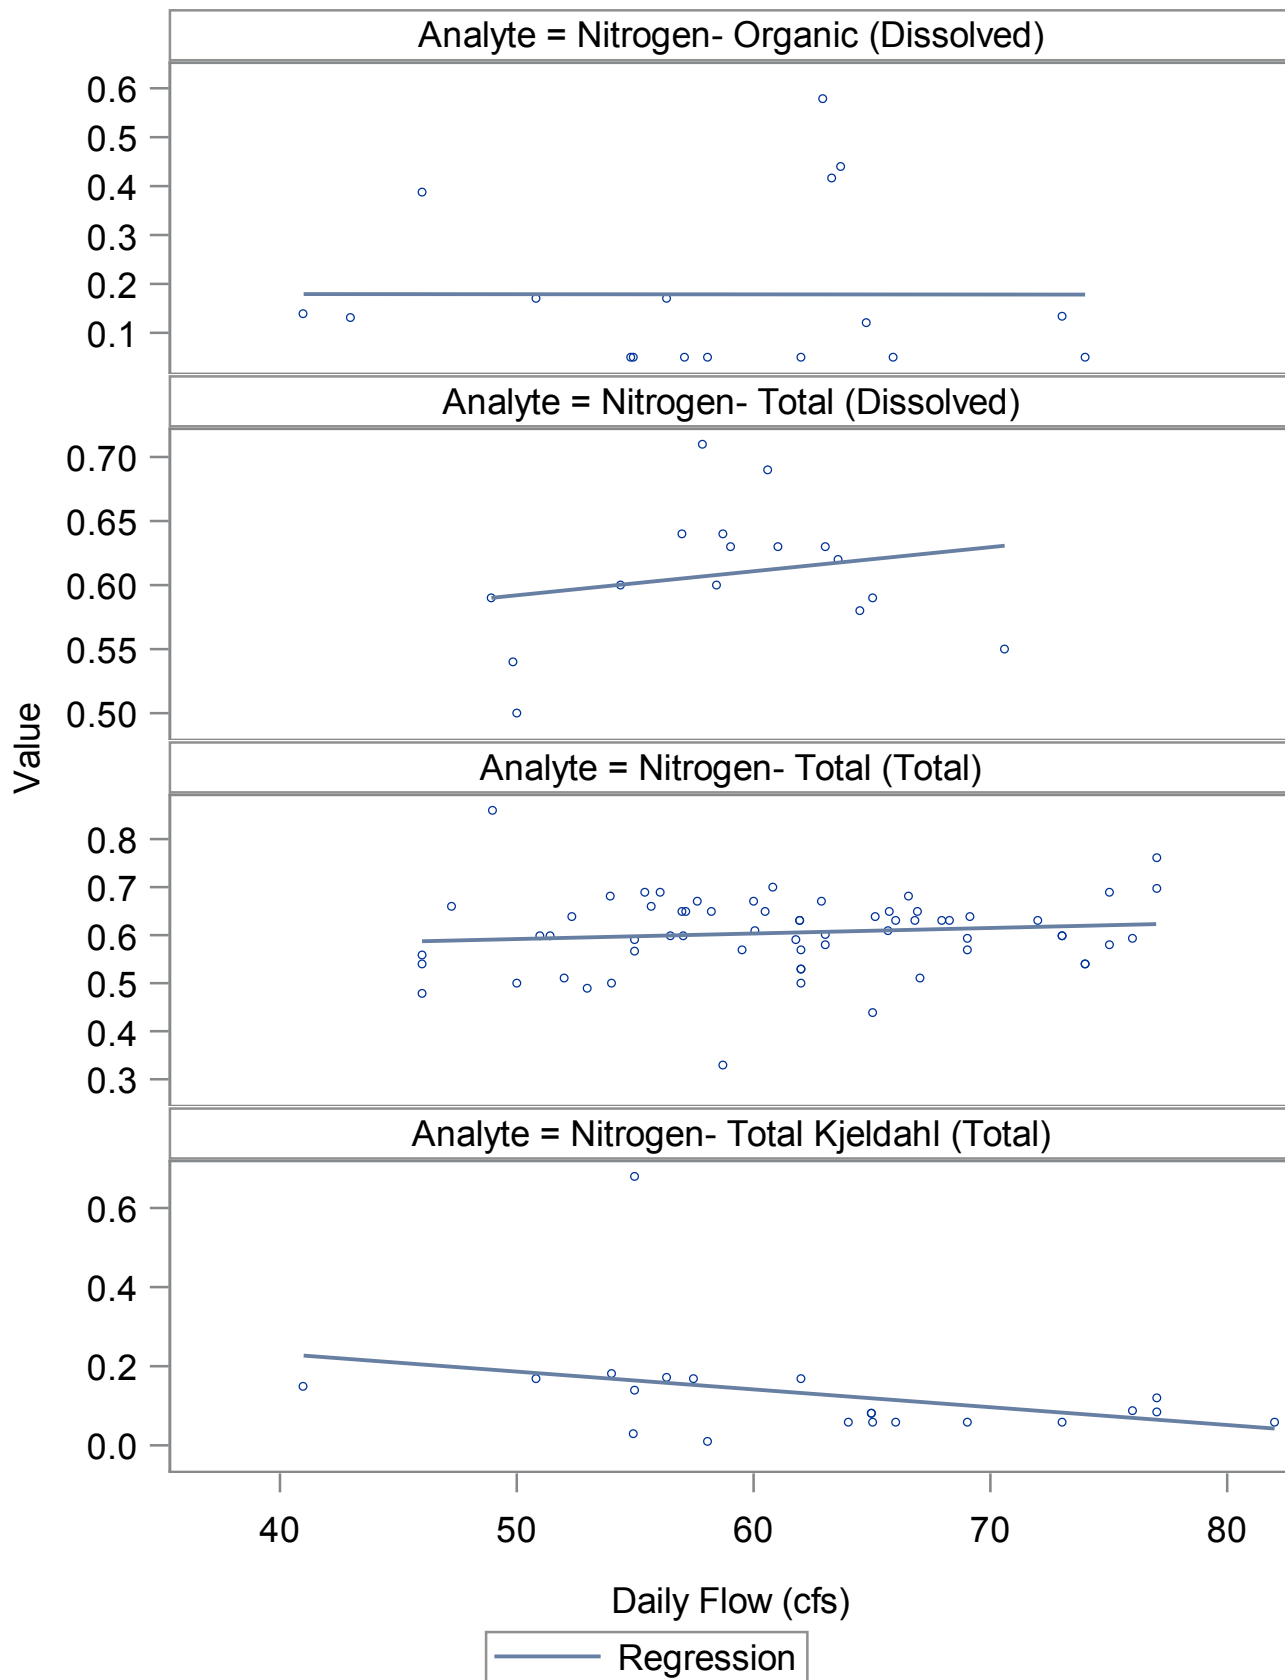 Analyte = Nitrogen- Organic (Dissolved)
0.6
0.5
0.4
0.3
0.2
0.1
Analyte = Nitrogen- Total (Dissolved)
0.70
0.65
0.60
0.55
0.50
Value
Analyte = Nitrogen- Total (Total)
0.8
0.7
0.6
0.5
0.4
0.3
Analyte = Nitrogen- Total Kjeldahl (Total)
0.6
0.4
0.2
0.0
40 50 60 70 80
Daily Flow (cfs)
Regression